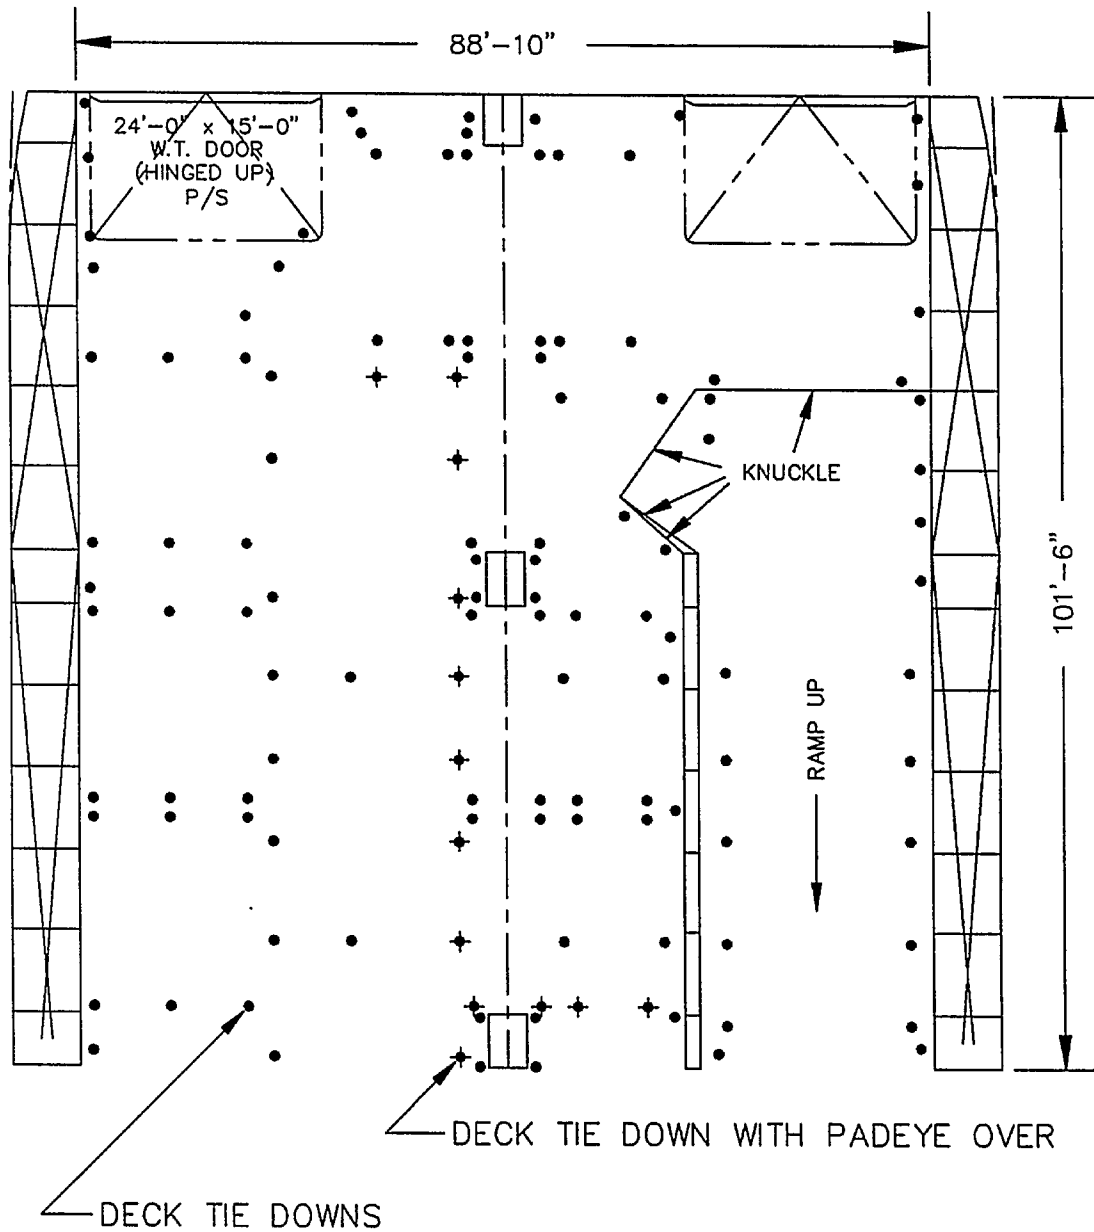 88'-10"
24'-0" x 15'-0"
W.T. DOOR
(HINGED UP)
P/S
KNUCKLE
101'-6"
RAMP UP
DECK TIE DOWN WITH PADEYE OVER
DECK TIE DOWNS